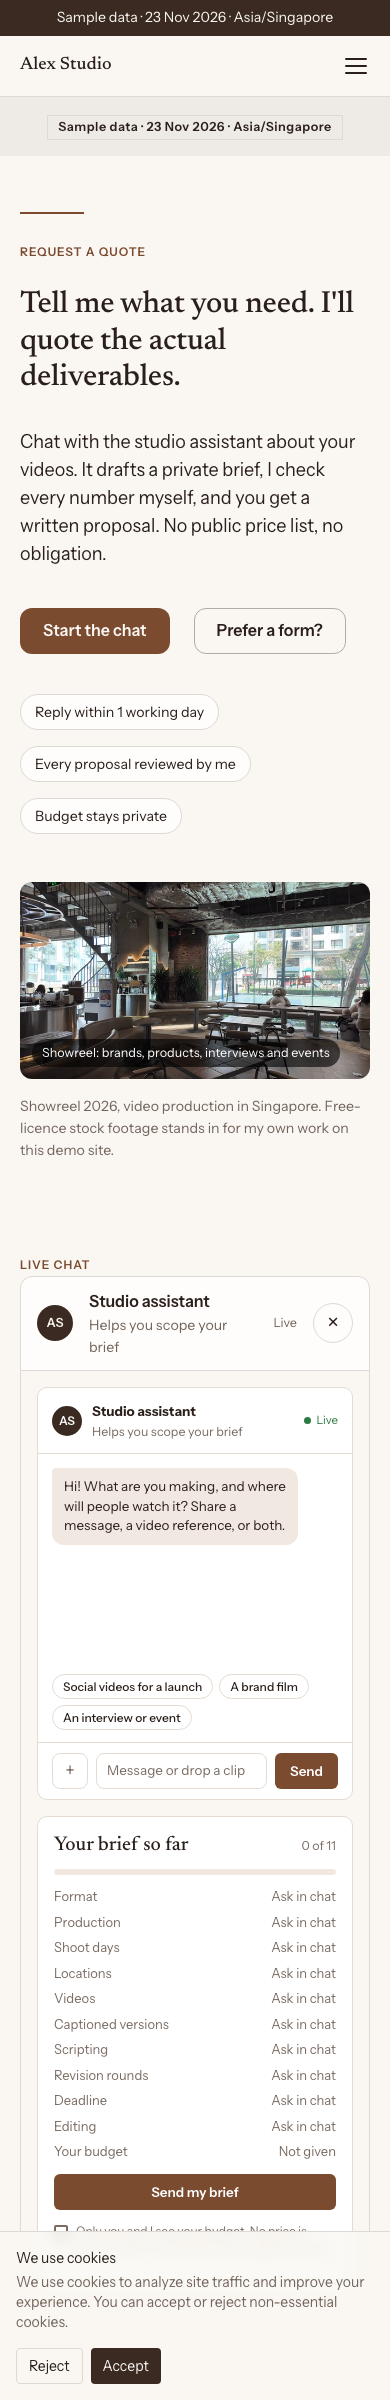 Sample data · 23 Nov 2026 · Asia/Singapore
Alex Studio
Sample data · 23 Nov 2026 · Asia/Singapore
REQUEST A QUOTE
Tell me what you need. I'll
quote the actual
deliverables.
Chat with the studio assistant about your
videos. It drafts a private brief, I check
every number myself, and you get a
written proposal. No public price list, no
obligation.
Start the chat
Prefer a form?
Reply within 1 working day
Every proposal reviewed by me
Budget stays private
Showreel: brands, products, interviews and events
Showreel 2026, video production in Singapore. Free-
licence stock footage stands in for my own work on
this demo site.
LIVE CHAT
AS
Studio assistant
Helps you scope your
brief
Live
✕
AS
Studio assistant
Helps you scope your brief
Live
Hi! What are you making, and where
will people watch it? Share a
message, a video reference, or both.
Social videos for a launch
A brand film
An interview or event
+
Message or drop a clip
Send
Your brief so far
0 of 11
Format Ask in chat
Production Ask in chat
Shoot days Ask in chat
Locations Ask in chat
Videos Ask in chat
Captioned versions Ask in chat
Scripting Ask in chat
Revision rounds Ask in chat
Deadline Ask in chat
Editing Ask in chat
Your budget Not given
Send my brief
Only you and I see your budget. No price is
We use cookies
We use cookies to analyze site traffic and improve your
experience. You can accept or reject non-essential
cookies.
Reject
Accept